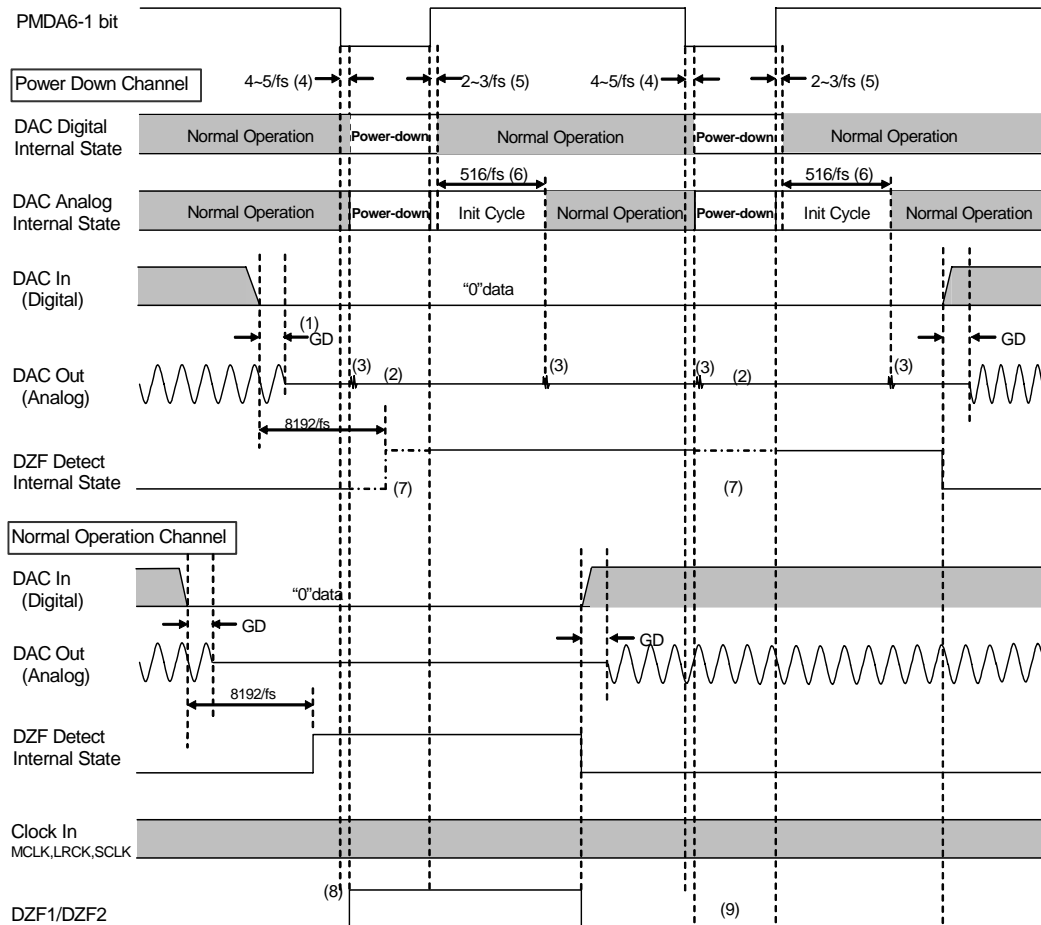 PMDA6-1 bit
4~5/fs (4)
2~3/fs (5)
4~5/fs (4)
2~3/fs (5)
Power Down Channel
DAC Digital
Internal State
Normal Operation
Power-down
Normal Operation
Power-down
Normal Operation
516/fs (6)
516/fs (6)
DAC Analog
Internal State
Normal Operation
Power-down
Init Cycle
Normal Operation
Power-down
Init Cycle
Normal Operation
DAC In
(Digital)
“0”data
(1)
GD
GD
DAC Out
(Analog)
(3)
(2)
(3)
(3)
(2)
(3)
8192/fs
DZF Detect
Internal State
(7)
(7)
Normal Operation Channel
DAC In
(Digital)
“0”data
GD
GD
DAC Out
(Analog)
8192/fs
DZF Detect
Internal State
Clock In
MCLK,LRCK,SCLK
(8)
DZF1/DZF2
(9)